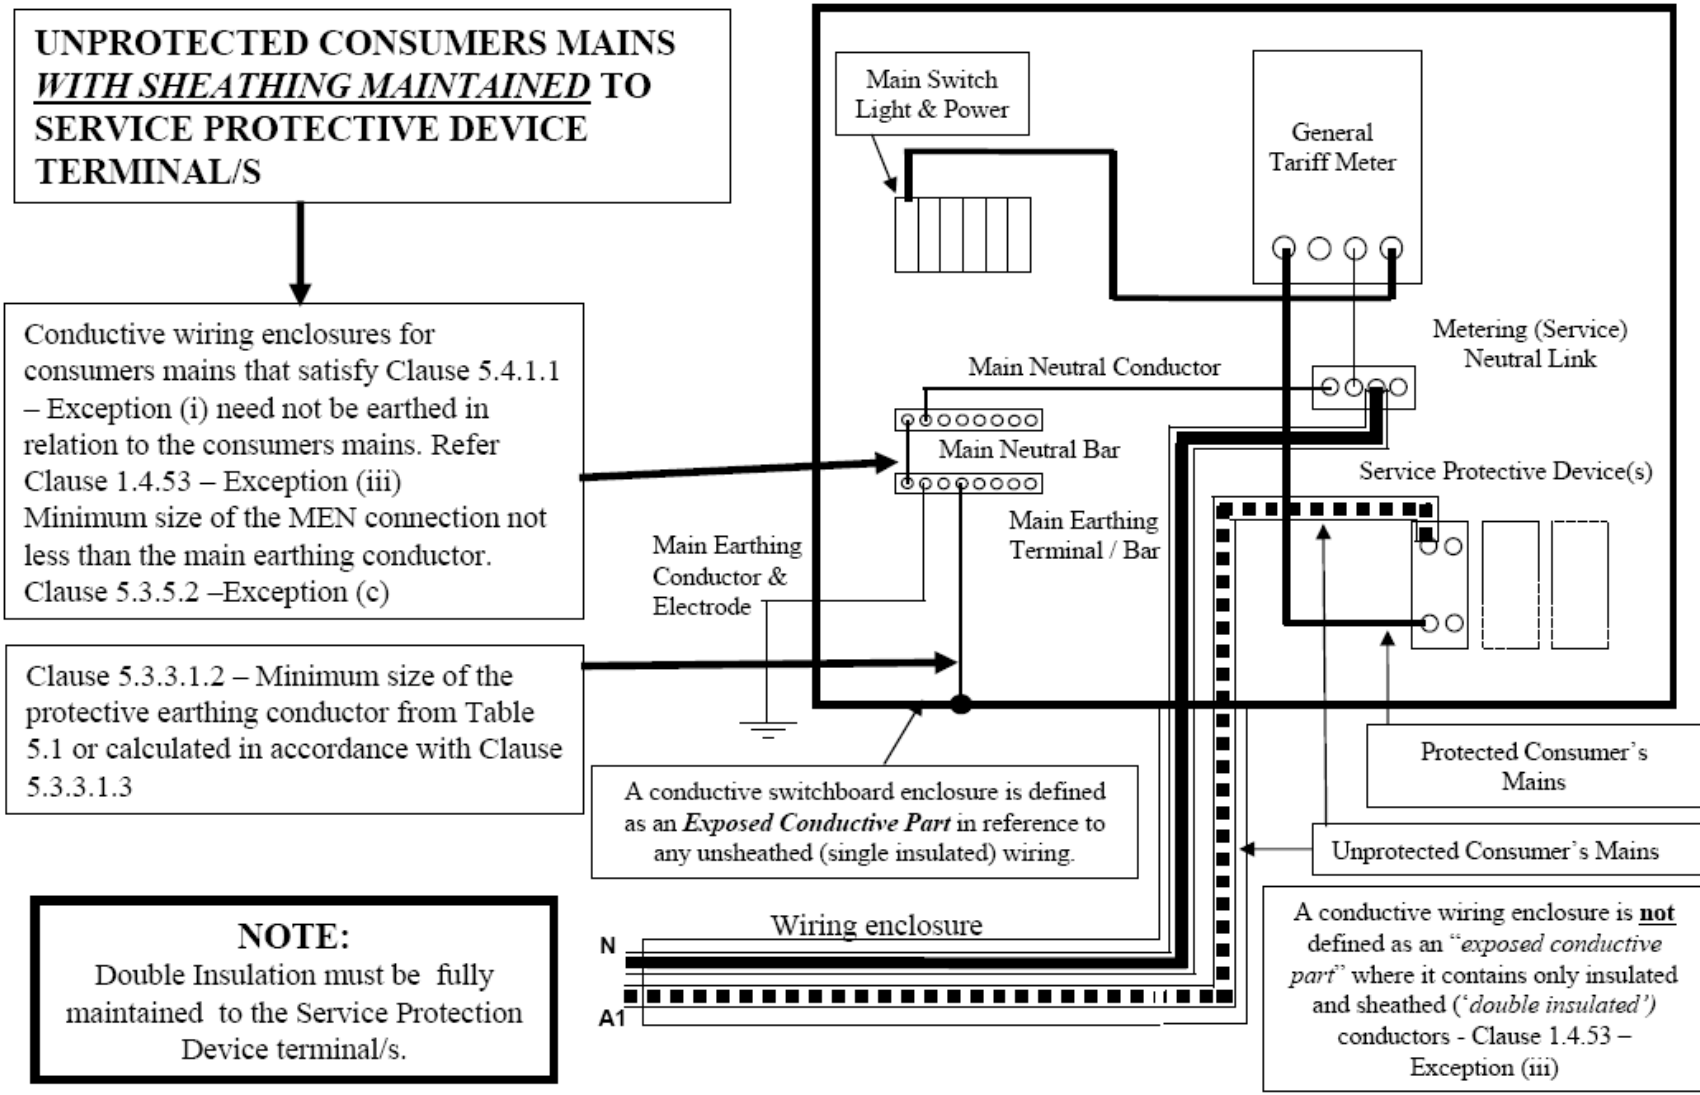 UNPROTECTED CONSUMERS MAINS
WITH SHEATHING MAINTAINED TO
SERVICE PROTECTIVE DEVICE
TERMINAL/S
Conductive wiring enclosures for
consumers mains that satisfy Clause 5.4.1.1
– Exception (i) need not be earthed in
relation to the consumers mains. Refer
Clause 1.4.53 – Exception (iii)
Minimum size of the MEN connection not
less than the main earthing conductor.
Clause 5.3.5.2 –Exception (c)
Clause 5.3.3.1.2 – Minimum size of the
protective earthing conductor from Table
5.1 or calculated in accordance with Clause
5.3.3.1.3
NOTE:
Double Insulation must be fully
maintained to the Service Protection
Device terminal/s.
Main Switch
Light & Power
General
Tariff Meter
Metering (Service)
Neutral Link
Main Neutral Conductor
Main Neutral Bar
Service Protective Device(s)
Main Earthing
Terminal / Bar
Main Earthing
Conductor &
Electrode
A conductive switchboard enclosure is defined
as an Exposed Conductive Part in reference to
any unsheathed (single insulated) wiring.
Protected Consumer’s
Mains
Unprotected Consumer’s Mains
Wiring enclosure
N
A1
A conductive wiring enclosure is not
defined as an “exposed conductive
part” where it contains only insulated
and sheathed (‘double insulated’)
conductors - Clause 1.4.53 –
Exception (iii)